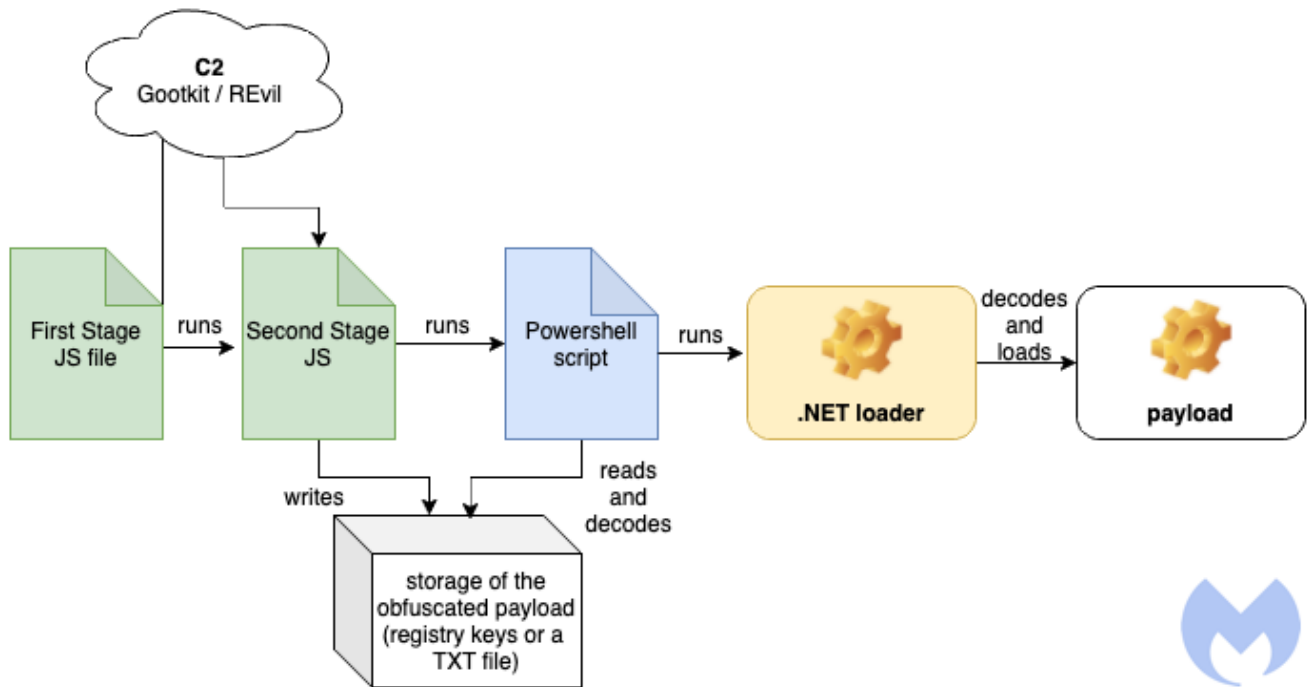 C2
Gootkit / REvil
First Stage
JS file
runs
Second Stage
JS
runs
Powershell
script
runs
.NET loader
decodes
and
loads
payload
writes
reads
and
decodes
storage of the
obfuscated payload
(registry keys or a
TXT file)